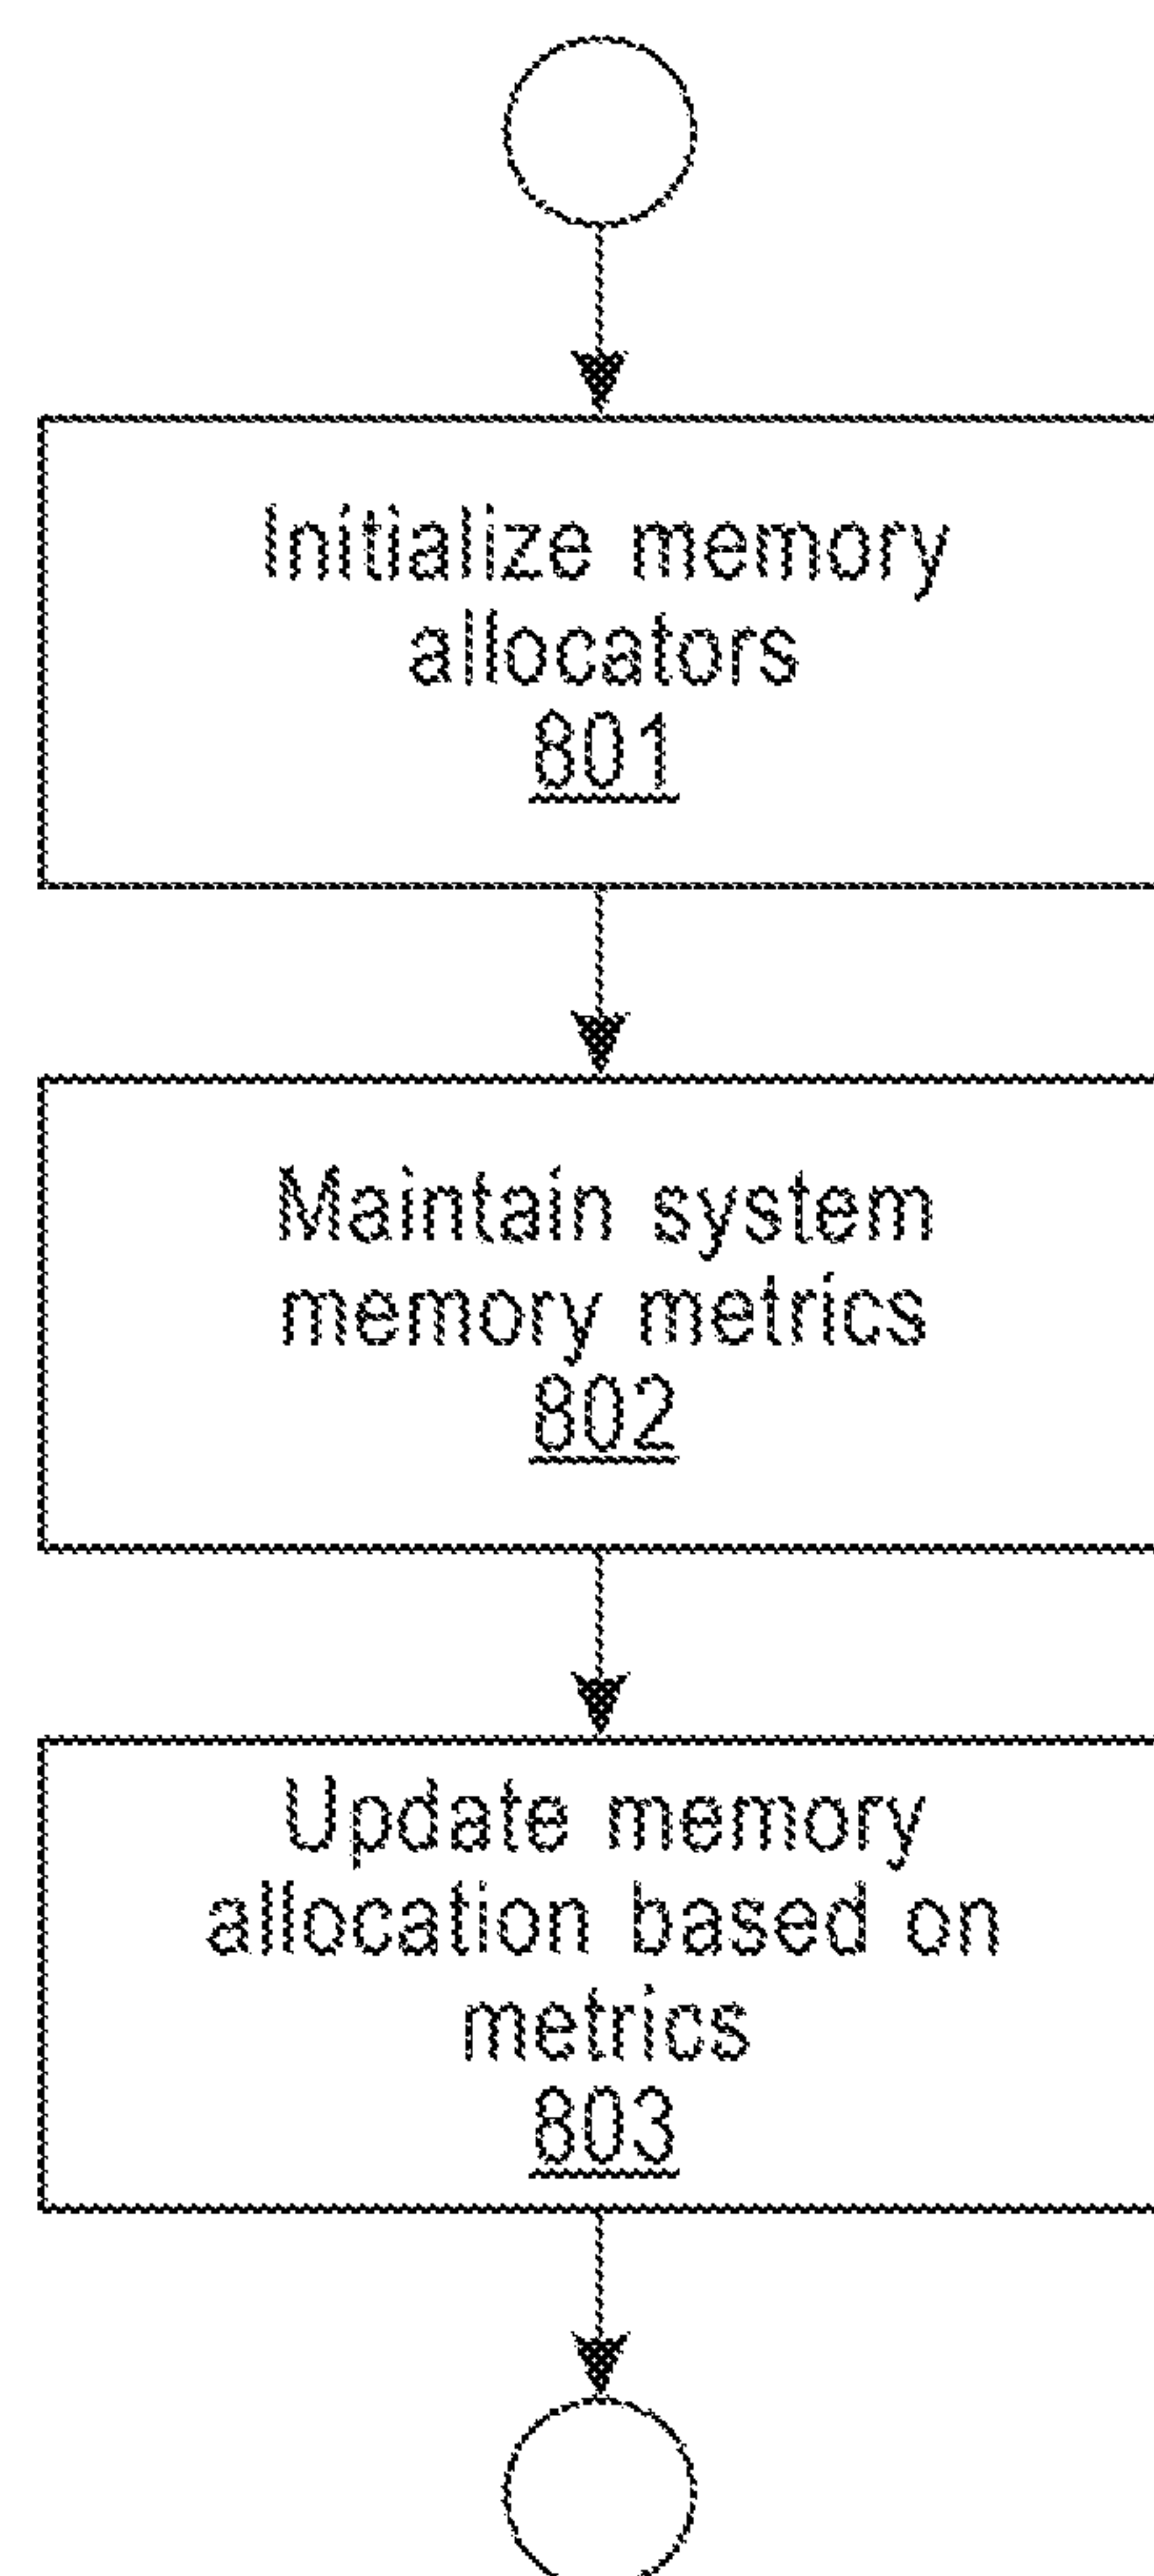 Initialize memory
allocators
801
Maintain system
memory metrics
802
Update memory
allocation based on
metrics
803